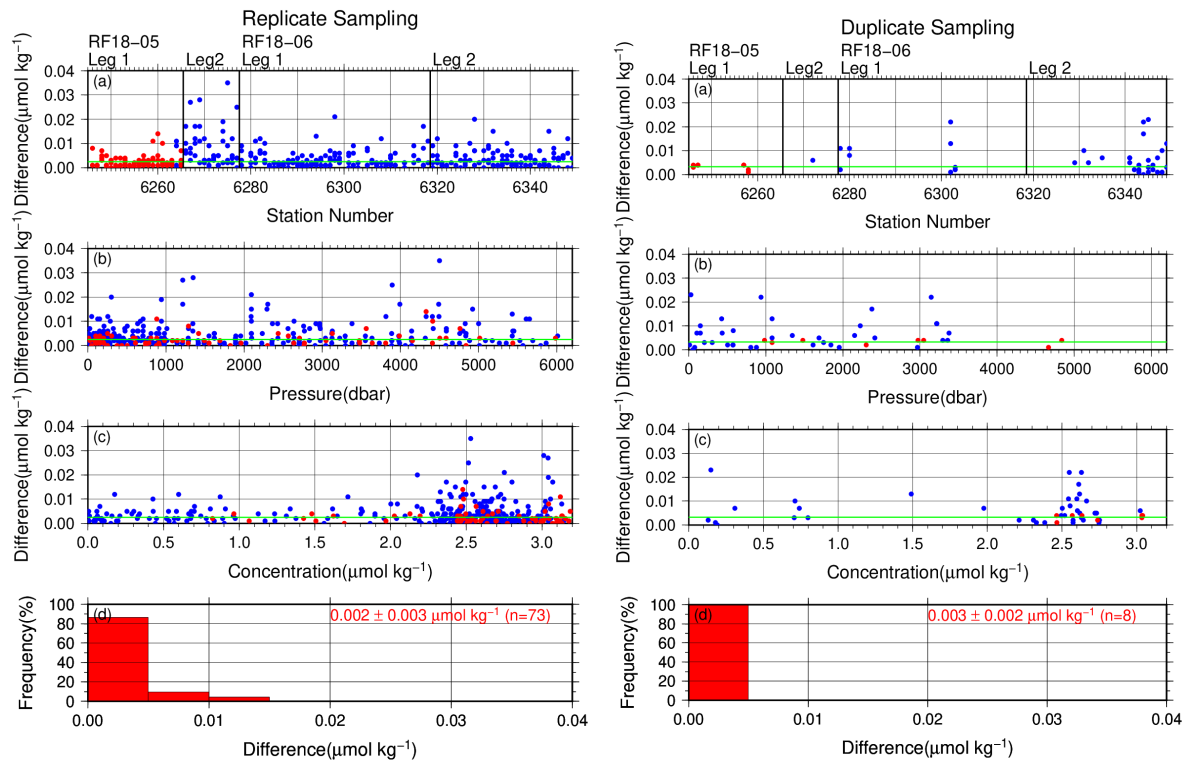 Replicate Sampling
RF18−05 RF18−06
Leg 1 Leg2 Leg 1 Leg 2
Difference(μmol kg⁻¹)
0.04
0.03
0.02
0.01
0.00
(a)
6260 6280 6300 6320 6340
Station Number
Difference(μmol kg⁻¹)
0.04
0.03
0.02
0.01
0.00
(b)
0 1000 2000 3000 4000 5000 6000
Pressure(dbar)
Difference(μmol kg⁻¹)
0.04
0.03
0.02
0.01
0.00
(c)
0.0 0.5 1.0 1.5 2.0 2.5 3.0
Concentration(μmol kg⁻¹)
Frequency(%)
100
80
60
40
20
0
(d)
0.002 ± 0.003 μmol kg⁻¹ (n=73)
0.00 0.01 0.02 0.03 0.04
Difference(μmol kg⁻¹)
Duplicate Sampling
RF18−05 RF18−06
Leg 1 Leg2 Leg 1 Leg 2
Difference(μmol kg⁻¹)
0.04
0.03
0.02
0.01
0.00
(a)
6260 6280 6300 6320 6340
Station Number
Difference(μmol kg⁻¹)
0.04
0.03
0.02
0.01
0.00
(b)
0 1000 2000 3000 4000 5000 6000
Pressure(dbar)
Difference(μmol kg⁻¹)
0.04
0.03
0.02
0.01
0.00
(c)
0.0 0.5 1.0 1.5 2.0 2.5 3.0
Concentration(μmol kg⁻¹)
Frequency(%)
100
80
60
40
20
0
(d)
0.003 ± 0.002 μmol kg⁻¹ (n=8)
0.00 0.01 0.02 0.03 0.04
Difference(μmol kg⁻¹)